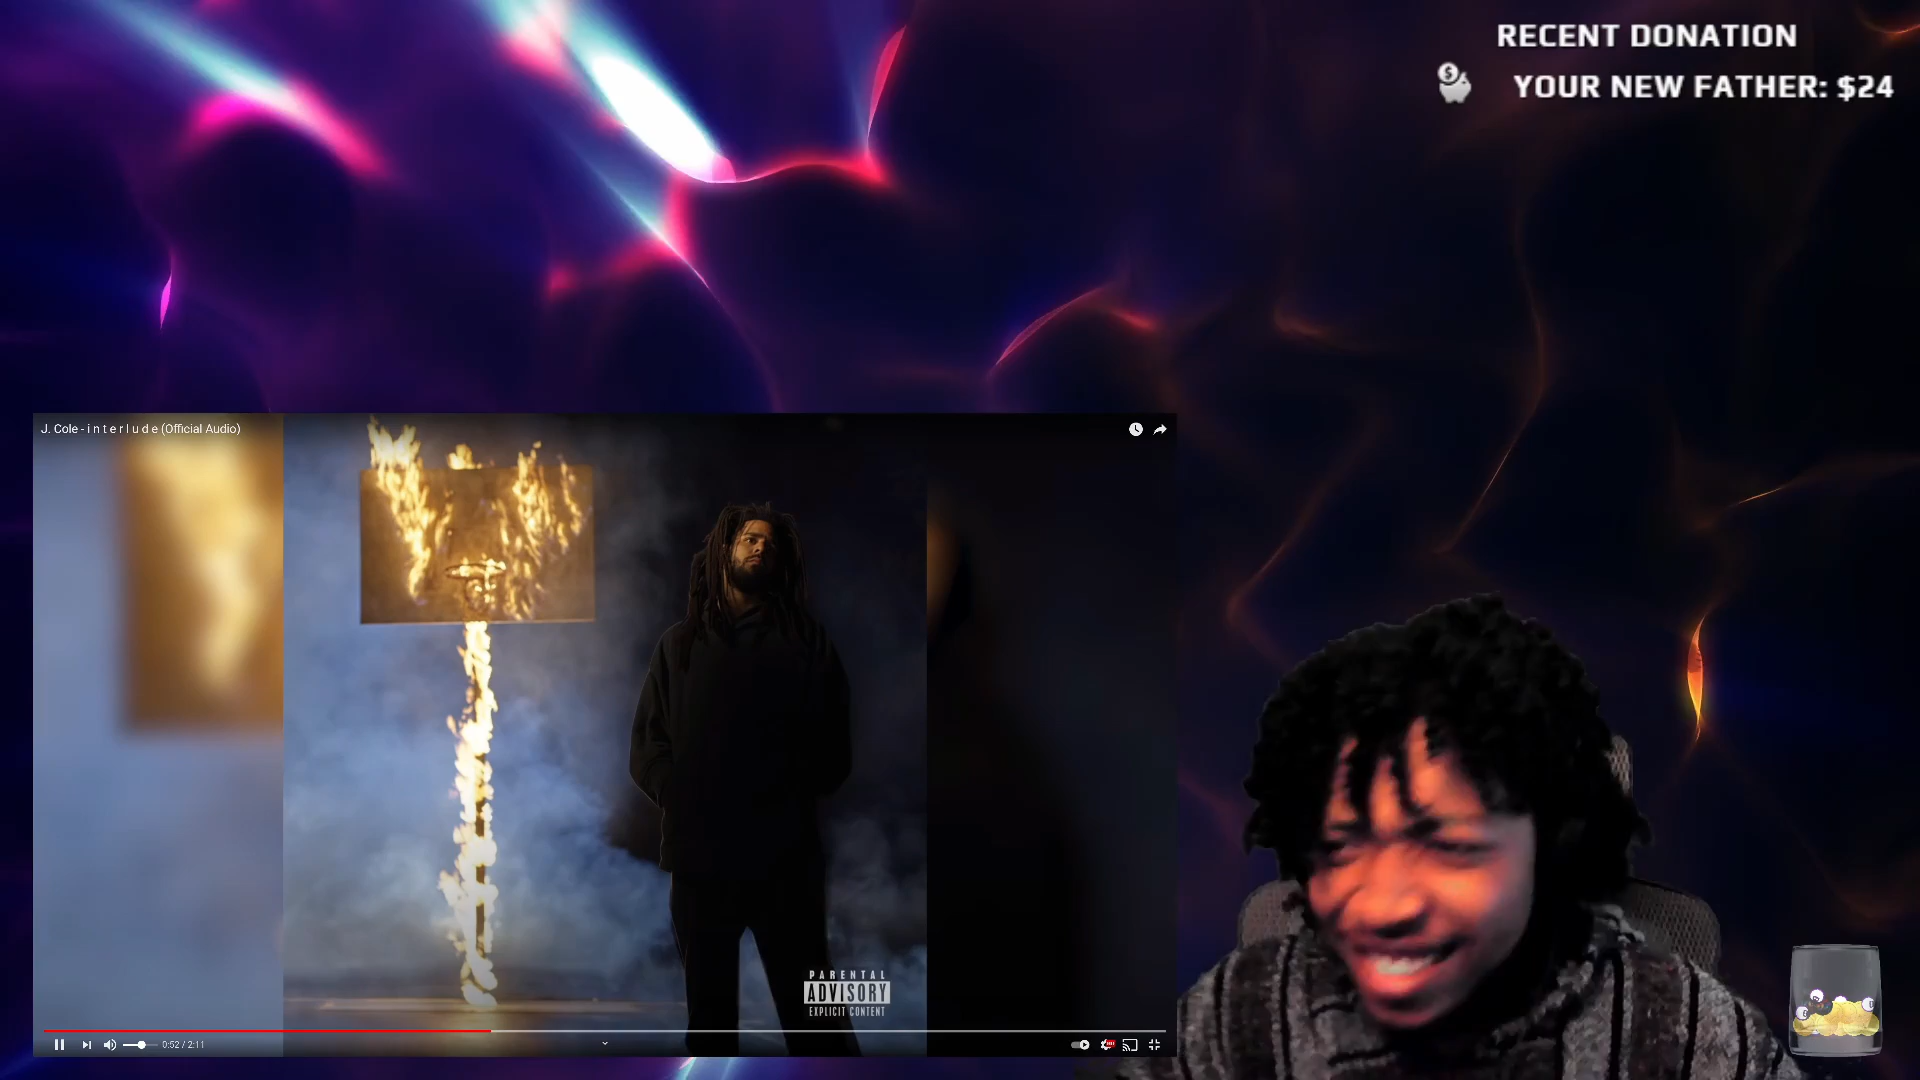 RECENT DONATION
YOUR NEW FATHER: $24
J. Cole - i n t e r l u d e (Official Audio)
PARENTAL
ADVISORY
EXPLICIT CONTENT
0:52 / 2:11